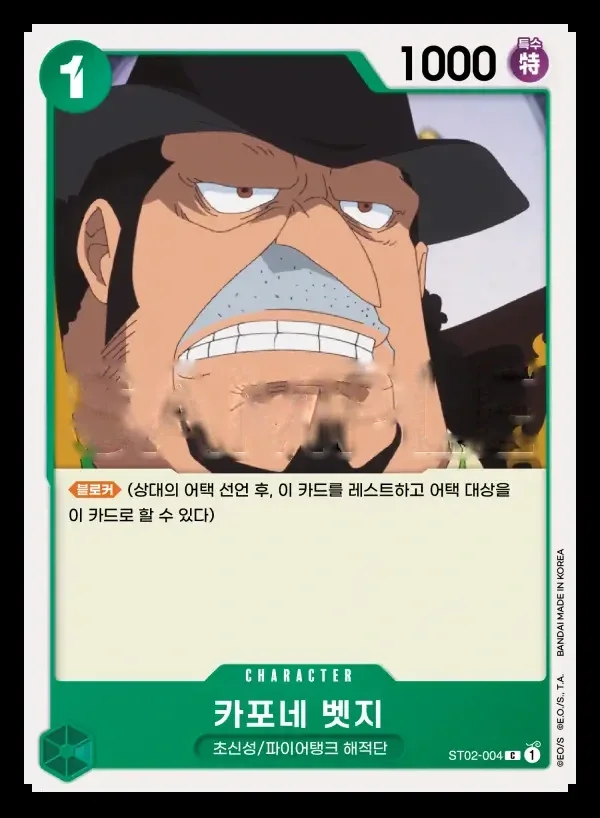 1
1000
특수
特
블로커 (상대의 어택 선언 후, 이 카드를 레스트하고 어택 대상을
이 카드로 할 수 있다)
CHARACTER
카포네 벳지
초신성/파이어탱크 해적단
ST02-004 C 1
©EO/S ©E.O./S., T.A. BANDAI MADE IN KOREA